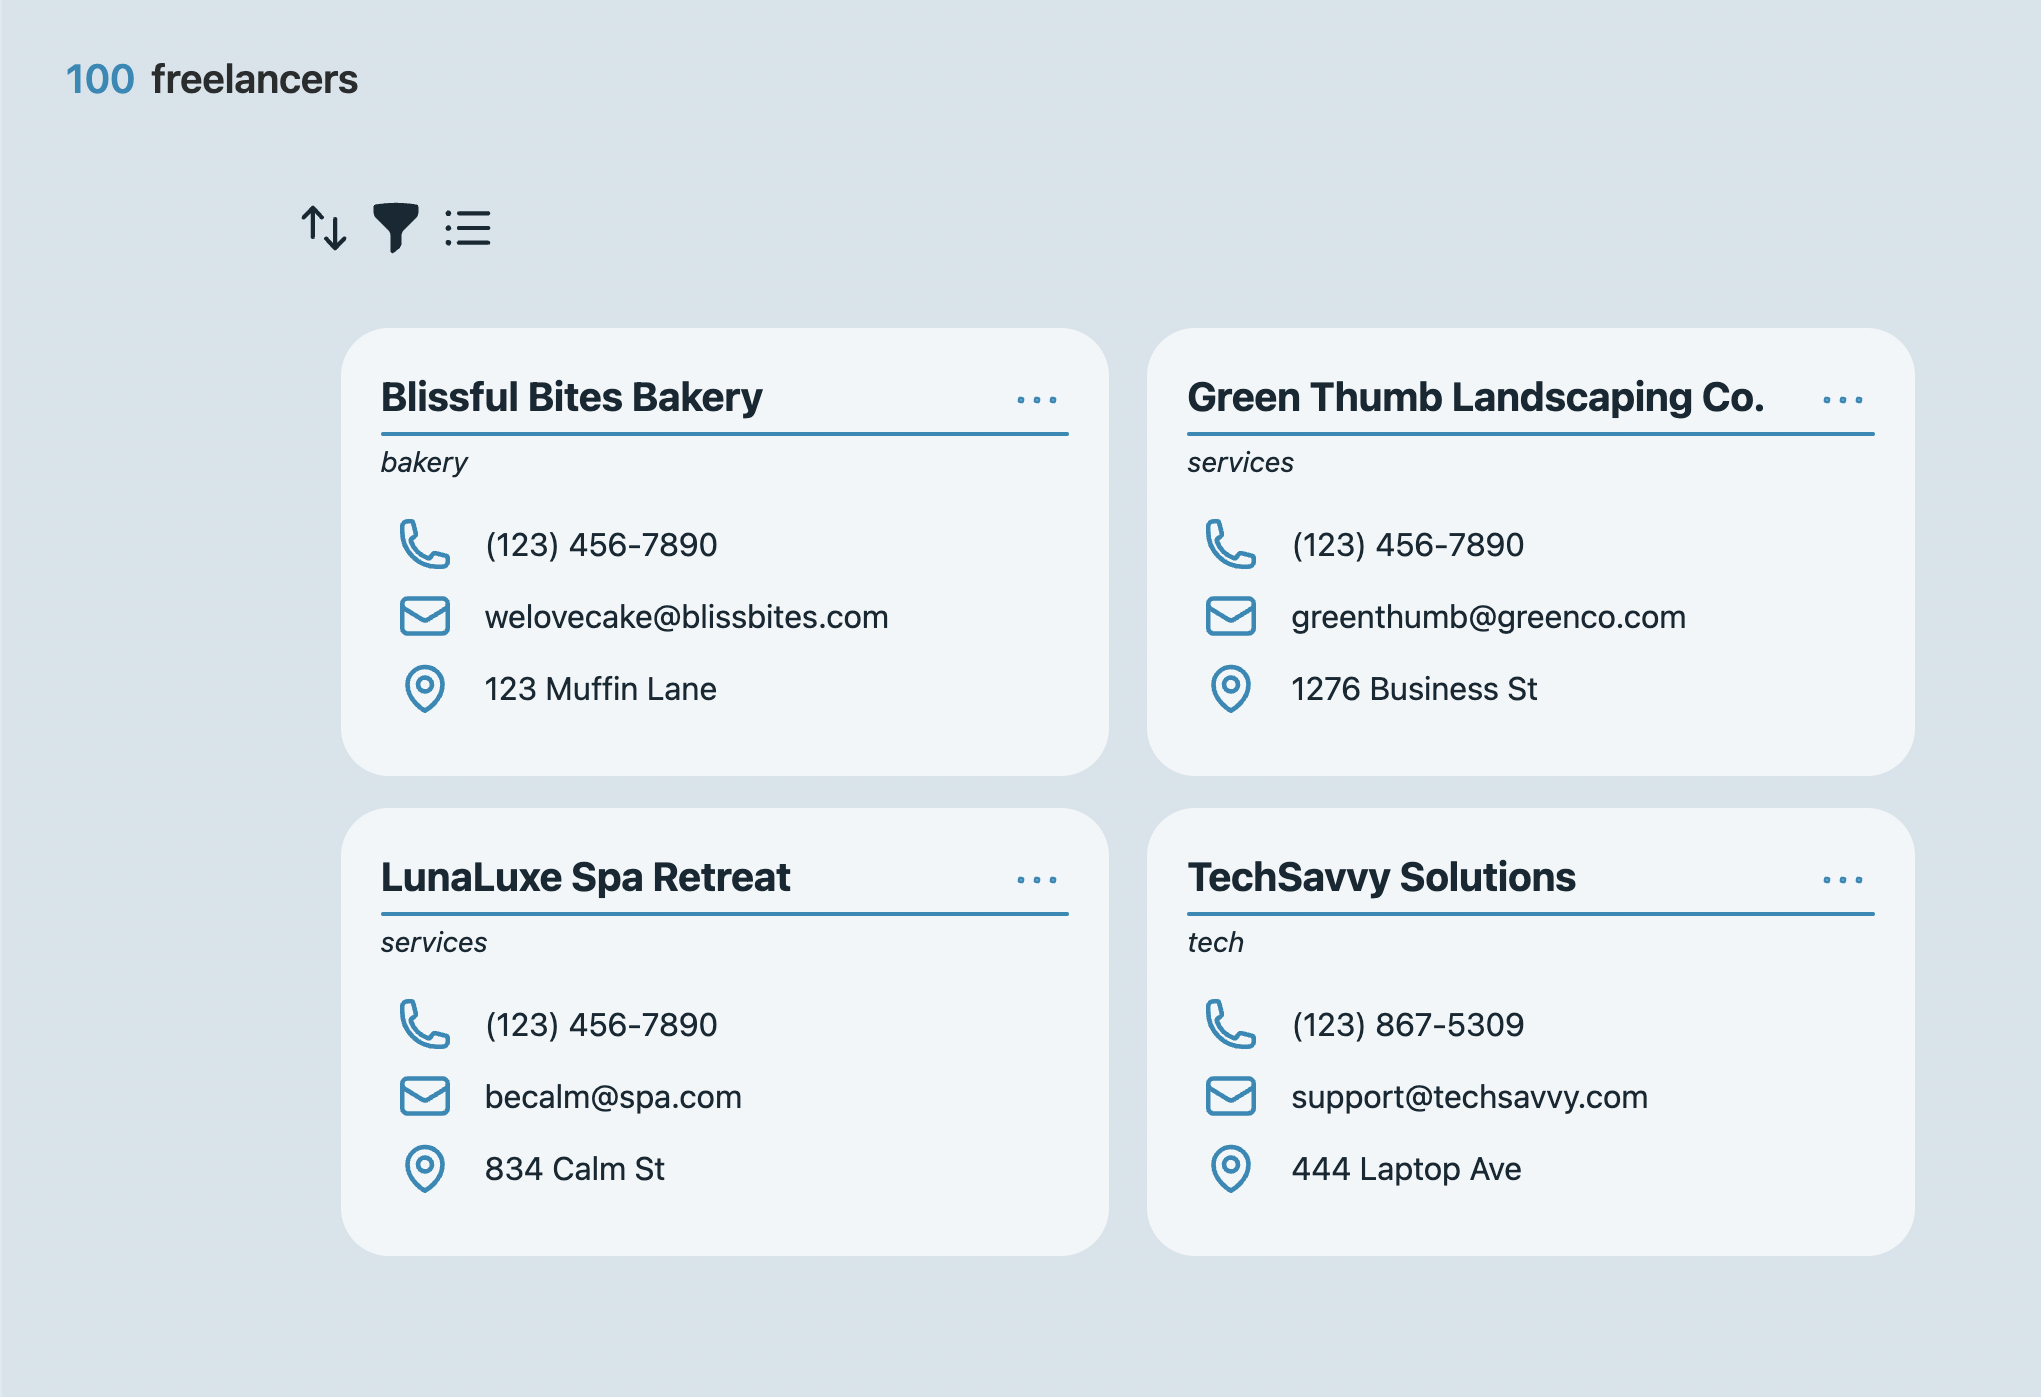 100 freelancers
Blissful Bites Bakery
bakery
(123) 456-7890
welovecake@blissbites.com
123 Muffin Lane
Green Thumb Landscaping Co.
services
(123) 456-7890
greenthumb@greenco.com
1276 Business St
LunaLuxe Spa Retreat
services
(123) 456-7890
becalm@spa.com
834 Calm St
TechSavvy Solutions
tech
(123) 867-5309
support@techsavvy.com
444 Laptop Ave